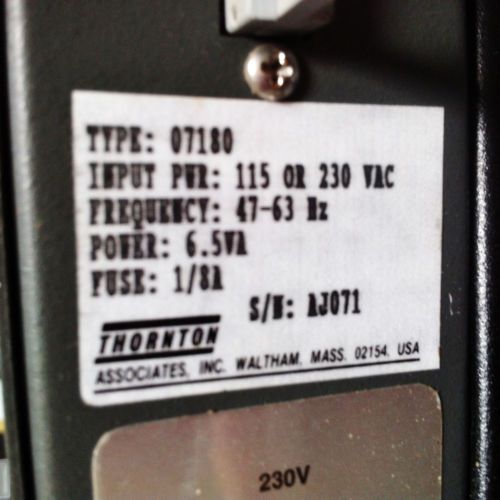 TYPE: 07180
INPUT PWR: 115 OR 230 VAC
FREQUENCY: 47-63 Hz
POWER: 6.5VA
FUSE: 1/8A
S/N: AJ071
THORNTON
ASSOCIATES, INC. WALTHAM, MASS. 02154, USA
230V